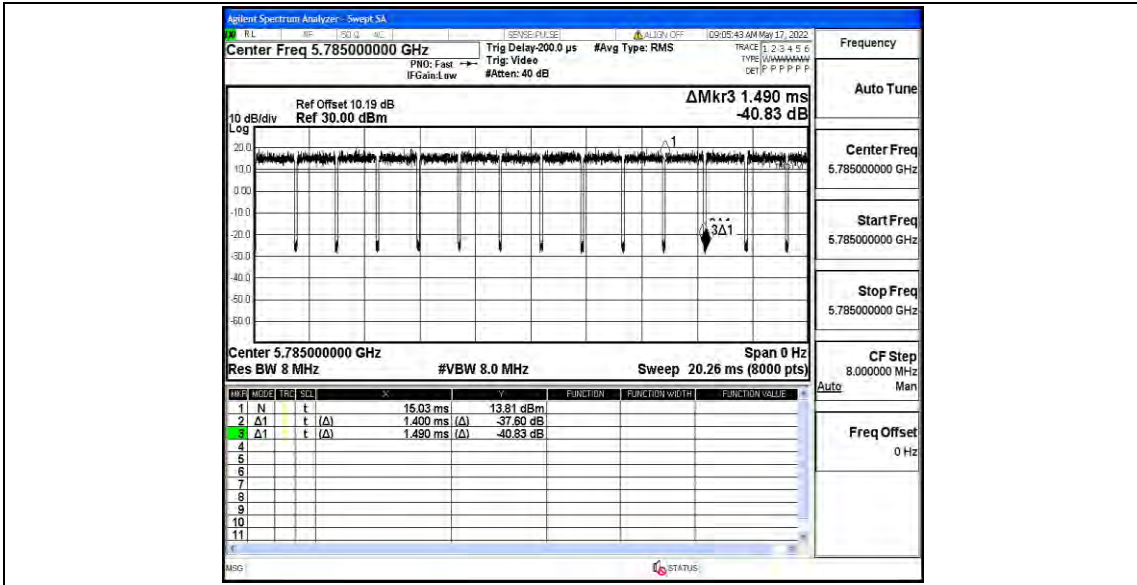 Agilent Spectrum Analyzer - Swept SA
RL RF 50 Ω AC SENSE:PULSE ALIGN OFF 09:05:43 AM May 17, 2022
Center Freq 5.785000000 GHz
PNO: Fast
IFGain:Low
Trig Delay-200.0 µs
Trig: Video
#Atten: 40 dB
#Avg Type: RMS
TRACE 1 2 3 4 5 6
TYPE WWWWWW
DET P P P P P P
Ref Offset 10.19 dB
10 dB/div Ref 30.00 dBm
Log
ΔMkr3 1.490 ms
-40.83 dB
20.0
10.0
0.00
-10.0
-20.0
-30.0
-40.0
-50.0
-60.0
1
3Δ1
Center 5.785000000 GHz
Res BW 8 MHz
#VBW 8.0 MHz
Span 0 Hz
Sweep 20.26 ms (8000 pts)
MKR MODE TRC SCL X Y FUNCTION FUNCTION WIDTH FUNCTION VALUE
1 N t 15.03 ms 13.81 dBm
2 Δ1 t (Δ) 1.400 ms (Δ) -37.60 dB
3 Δ1 t (Δ) 1.490 ms (Δ) -40.83 dB
4
5
6
7
8
9
10
11
MSG STATUS
Frequency
Auto Tune
Center Freq
5.785000000 GHz
Start Freq
5.785000000 GHz
Stop Freq
5.785000000 GHz
CF Step
8.000000 MHz
Auto Man
Freq Offset
0 Hz